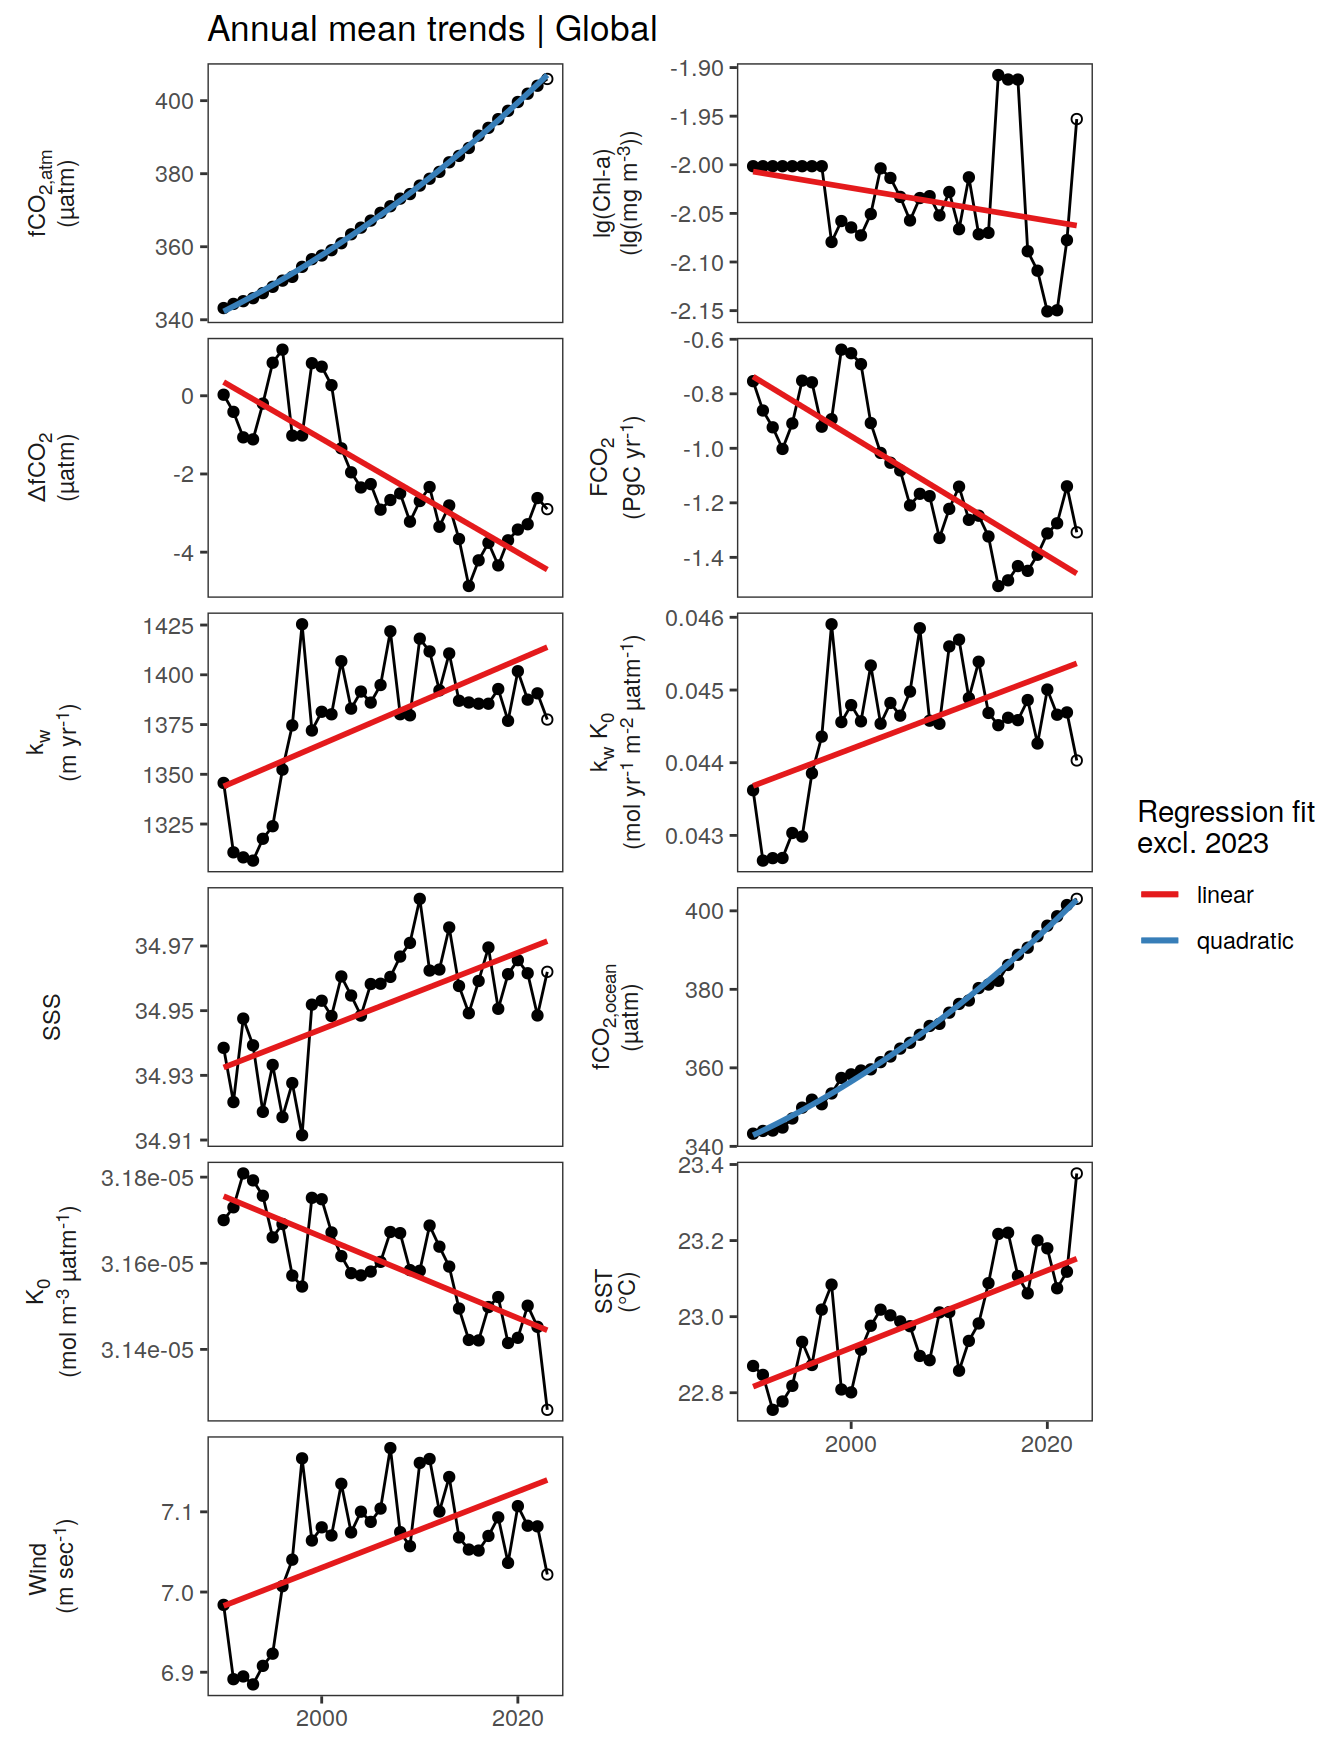 Annual mean trends | Global
fCO2,atm
(µatm)
400
380
360
340
lg(Chl-a)
(lg(mg m-3))
-1.90
-1.95
-2.00
-2.05
-2.10
-2.15
ΔfCO2
(µatm)
0
-2
-4
FCO2
(PgC yr-1)
-0.6
-0.8
-1.0
-1.2
-1.4
kw
(m yr-1)
1425
1400
1375
1350
1325
kw K0
(mol yr-1 m-2 µatm-1)
0.046
0.045
0.044
0.043
SSS
34.97
34.95
34.93
34.91
fCO2,ocean
(µatm)
400
380
360
340
K0
(mol m-3 µatm-1)
3.18e-05
3.16e-05
3.14e-05
SST
(°C)
23.4
23.2
23.0
22.8
2000
2020
Wind
(m sec-1)
7.1
7.0
6.9
2000
2020
Regression fit
excl. 2023
linear
quadratic